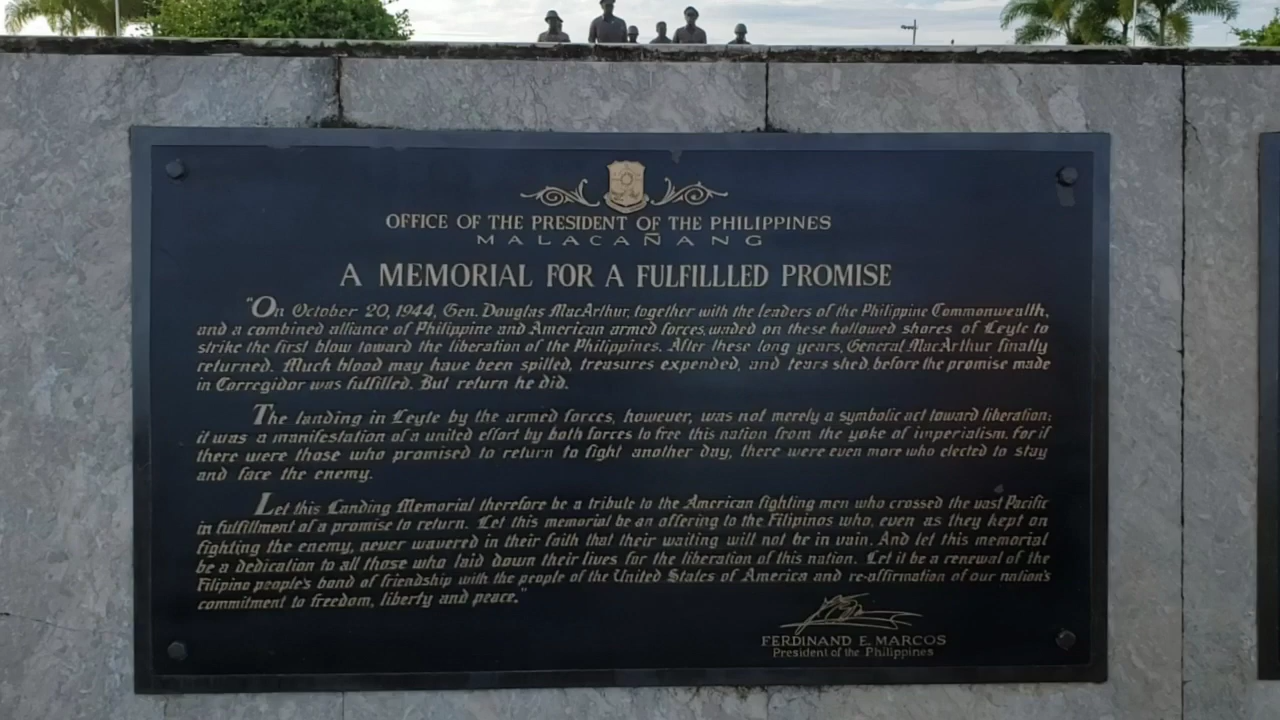 OFFICE OF THE PRESIDENT OF THE PHILIPPINES
MALACAÑANG
A MEMORIAL FOR A FULFILLLED PROMISE
"On October 20, 1944, Gen. Douglas MacArthur, together with the leaders of the Philippine Commonwealth,
and a combined alliance of Philippine and American armed forces, waded on these hollowed shores of Leyte to
strike the first blow toward the liberation of the Philippines. After these long years, General MacArthur finally
returned. Much blood may have been spilled, treasures expended, and tears shed, before the promise made
in Corregidor was fulfilled. But return he did.
The landing in Leyte by the armed forces, however, was not merely a symbolic act toward liberation;
it was a manifestation of a united effort by both forces to free this nation from the yoke of imperialism. For if
there were those who promised to return to fight another day, there were even more who elected to stay
and face the enemy.
Let this Landing Memorial therefore be a tribute to the American fighting men who crossed the vast Pacific
in fulfillment of a promise to return. Let this memorial be an offering to the Filipinos who, even as they kept on
fighting the enemy, never wavered in their faith that their waiting will not be in vain. And let this memorial
be a dedication to all those who laid down their lives for the liberation of this nation. Let it be a renewal of the
Filipino people's bond of friendship with the people of the United States of America and re-affirmation of our nation's
commitment to freedom, liberty and peace."
FERDINAND E. MARCOS
President of the Philippines